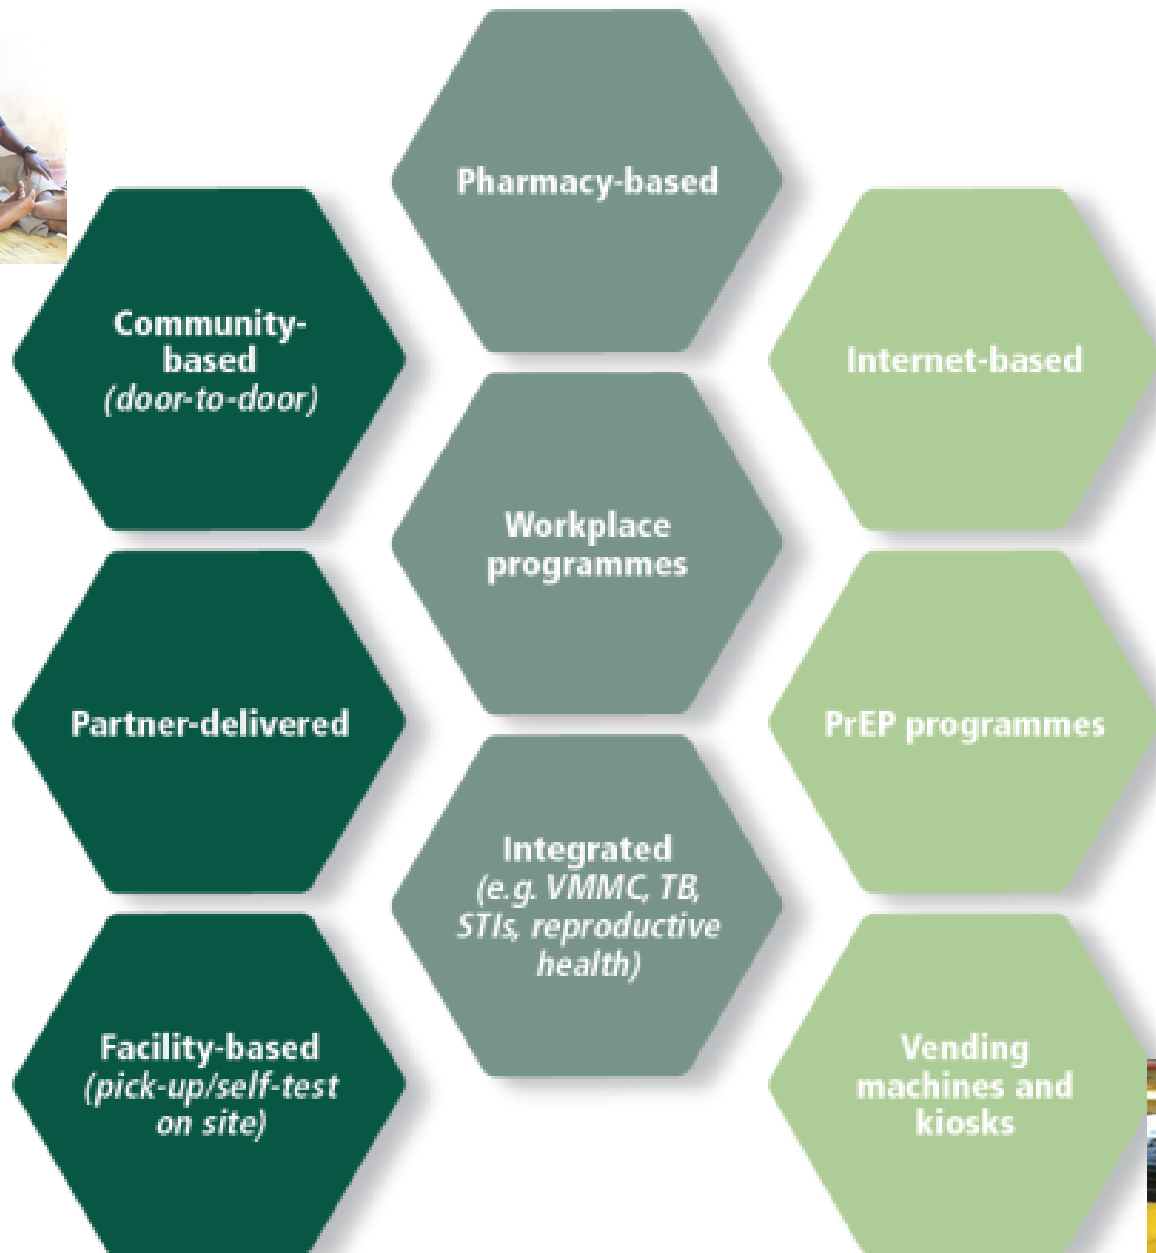 Pharmacy-based
Community-
based
(door-to-door)
Internet-based
Workplace
programmes
Partner-delivered
PrEP programmes
Integrated
(e.g. VMMC, TB,
STIs, reproductive
health)
Facility-based
(pick-up/self-test
on site)
Vending
machines and
kiosks